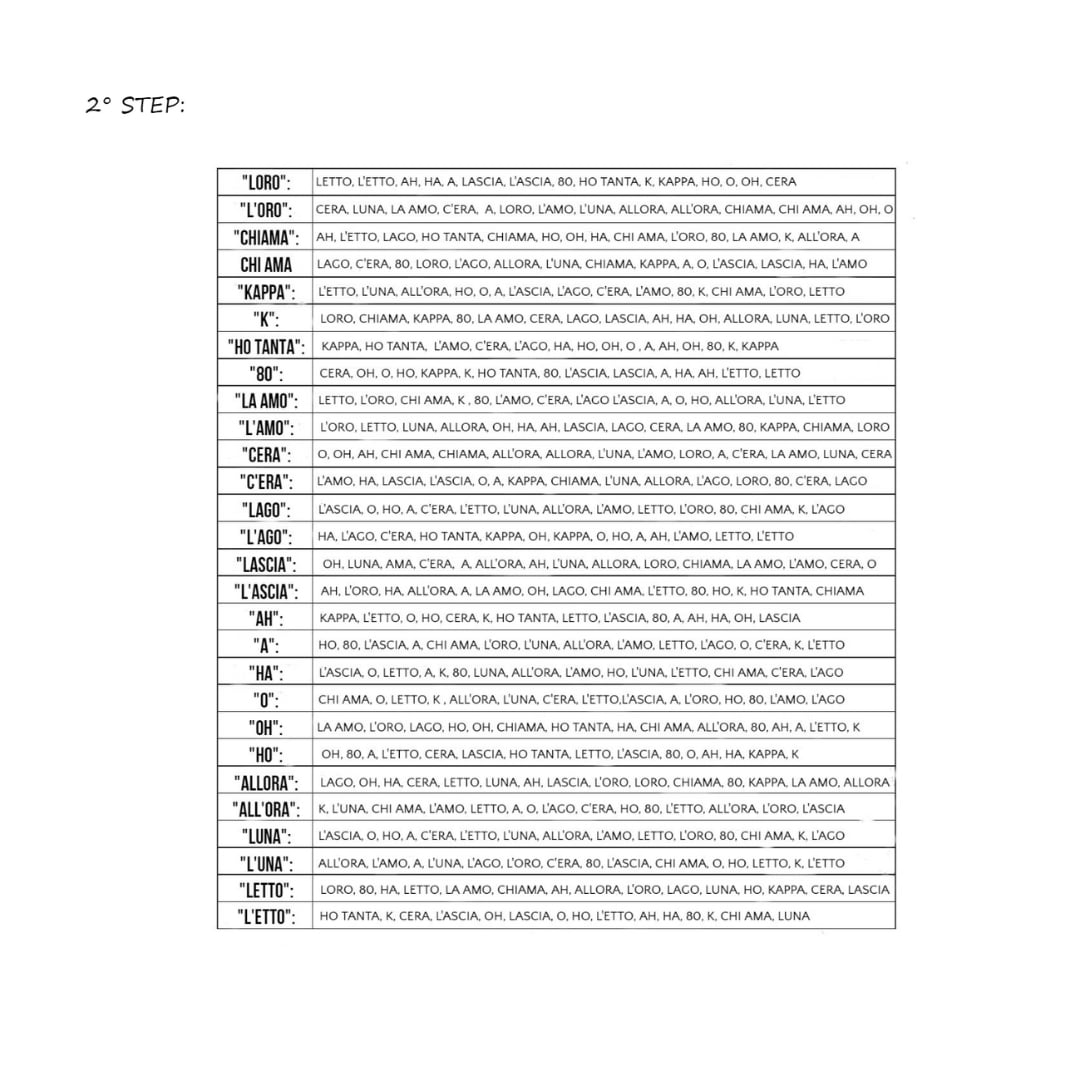 2° STEP:
"LORO": LETTO, L'ETTO, AH, HA, A, LASCIA, L'ASCIA, 80, HO TANTA, K, KAPPA, HO, O, OH, CERA
"L'ORO": CERA, LUNA, LA AMO, C'ERA, A, LORO, L'AMO, L'UNA, ALLORA, ALL'ORA, CHIAMA, CHI AMA, AH, OH, O
"CHIAMA": AH, L'ETTO, LAGO, HO TANTA, CHIAMA, HO, OH, HA, CHI AMA, L'ORO, 80, LA AMO, K, ALL'ORA, A
CHI AMA LAGO, C'ERA, 80, LORO, L'AGO, ALLORA, L'UNA, CHIAMA, KAPPA, A, O, L'ASCIA, LASCIA, HA, L'AMO
"KAPPA": L'ETTO, L'UNA, ALL'ORA, HO, O, A, L'ASCIA, L'AGO, C'ERA, L'AMO, 80, K, CHI AMA, L'ORO, LETTO
"K": LORO, CHIAMA, KAPPA, 80, LA AMO, CERA, LAGO, LASCIA, AH, HA, OH, ALLORA, LUNA, LETTO, L'ORO
"HO TANTA": KAPPA, HO TANTA, L'AMO, C'ERA, L'AGO, HA, HO, OH, O , A, AH, OH, 80, K, KAPPA
"80": CERA, OH, O, HO, KAPPA, K, HO TANTA, 80, L'ASCIA, LASCIA, A, HA, AH, L'ETTO, LETTO
"LA AMO": LETTO, L'ORO, CHI AMA, K , 80, L'AMO, C'ERA, L'AGO L'ASCIA, A, O, HO, ALL'ORA, L'UNA, L'ETTO
"L'AMO": L'ORO, LETTO, LUNA, ALLORA, OH, HA, AH, LASCIA, LAGO, CERA, LA AMO, 80, KAPPA, CHIAMA, LORO
"CERA": O, OH, AH, CHI AMA, CHIAMA, ALL'ORA, ALLORA, L'UNA, L'AMO, LORO, A, C'ERA, LA AMO, LUNA, CERA
"C'ERA": L'AMO, HA, LASCIA, L'ASCIA, O, A, KAPPA, CHIAMA, L'UNA, ALLORA, L'AGO, LORO, 80, C'ERA, LAGO
"LAGO": L'ASCIA, O, HO, A, C'ERA, L'ETTO, L'UNA, ALL'ORA, L'AMO, LETTO, L'ORO, 80, CHI AMA, K, L'AGO
"L'AGO": HA, L'AGO, C'ERA, HO TANTA, KAPPA, OH, KAPPA, O, HO, A, AH, L'AMO, LETTO, L'ETTO
"LASCIA": OH, LUNA, AMA, C'ERA, A, ALL'ORA, AH, L'UNA, ALLORA, LORO, CHIAMA, LA AMO, L'AMO, CERA, O
"L'ASCIA": AH, L'ORO, HA, ALL'ORA, A, LA AMO, OH, LAGO, CHI AMA, L'ETTO, 80, HO, K, HO TANTA, CHIAMA
"AH": KAPPA, L'ETTO, O, HO, CERA, K, HO TANTA, LETTO, L'ASCIA, 80, A, AH, HA, OH, LASCIA
"A": HO, 80, L'ASCIA, A, CHI AMA, L'ORO, L'UNA, ALL'ORA, L'AMO, LETTO, L'AGO, O, C'ERA, K, L'ETTO
"HA": L'ASCIA, O, LETTO, A, K, 80, LUNA, ALL'ORA, L'AMO, HO, L'UNA, L'ETTO, CHI AMA, C'ERA, L'AGO
"O": CHI AMA, O, LETTO, K , ALL'ORA, L'UNA, C'ERA, L'ETTO,L'ASCIA, A, L'ORO, HO, 80, L'AMO, L'AGO
"OH": LA AMO, L'ORO, LAGO, HO, OH, CHIAMA, HO TANTA, HA, CHI AMA, ALL'ORA, 80, AH, A, L'ETTO, K
"HO": OH, 80, A, L'ETTO, CERA, LASCIA, HO TANTA, LETTO, L'ASCIA, 80, O, AH, HA, KAPPA, K
"ALLORA": LAGO, OH, HA, CERA, LETTO, LUNA, AH, LASCIA, L'ORO, LORO, CHIAMA, 80, KAPPA, LA AMO, ALLORA
"ALL'ORA": K, L'UNA, CHI AMA, L'AMO, LETTO, A, O, L'AGO, C'ERA, HO, 80, L'ETTO, ALL'ORA, L'ORO, L'ASCIA
"LUNA": L'ASCIA, O, HO, A, C'ERA, L'ETTO, L'UNA, ALL'ORA, L'AMO, LETTO, L'ORO, 80, CHI AMA, K, L'AGO
"L'UNA": ALL'ORA, L'AMO, A, L'UNA, L'AGO, L'ORO, C'ERA, 80, L'ASCIA, CHI AMA, O, HO, LETTO, K, L'ETTO
"LETTO": LORO, 80, HA, LETTO, LA AMO, CHIAMA, AH, ALLORA, L'ORO, LAGO, LUNA, HO, KAPPA, CERA, LASCIA
"L'ETTO": HO TANTA, K, CERA, L'ASCIA, OH, LASCIA, O, HO, L'ETTO, AH, HA, 80, K, CHI AMA, LUNA